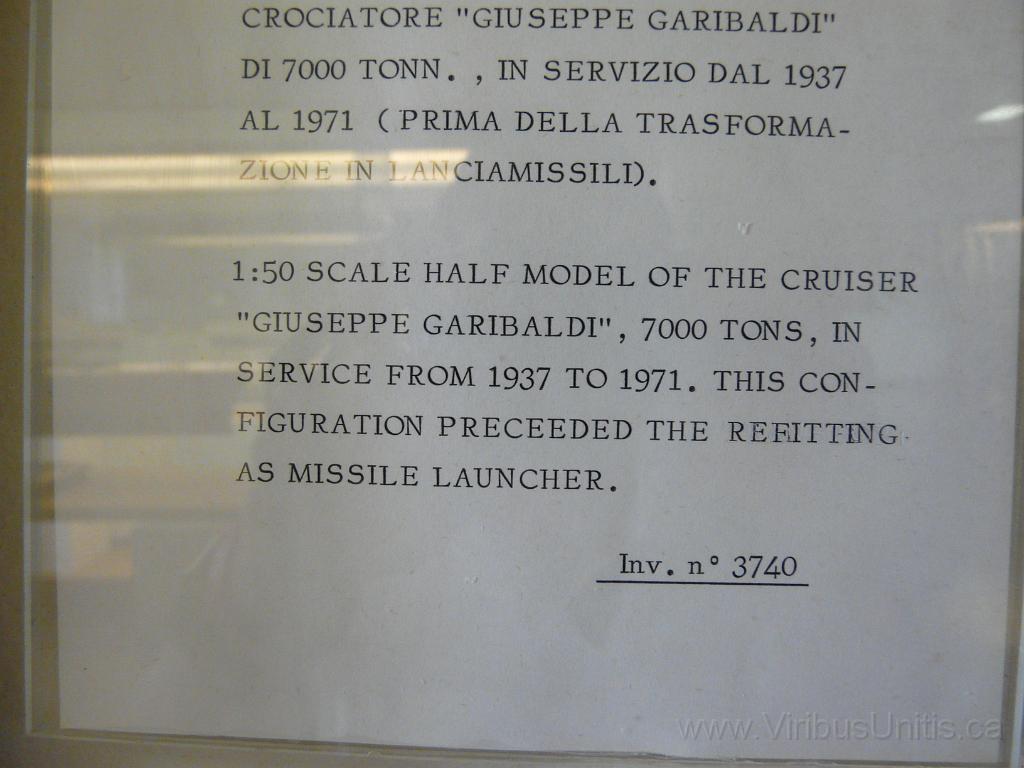 CROCIATORE "GIUSEPPE GARIBALDI"
DI 7000 TONN. , IN SERVIZIO DAL 1937
AL 1971 ( PRIMA DELLA TRASFORMA-
ZIONE IN LANCIAMISSILI).
1:50 SCALE HALF MODEL OF THE CRUISER
"GIUSEPPE GARIBALDI", 7000 TONS, IN
SERVICE FROM 1937 TO 1971. THIS CON-
FIGURATION PRECEEDED THE REFITTING
AS MISSILE LAUNCHER.
Inv. n° 3740
www.ViribusUnitis.ca